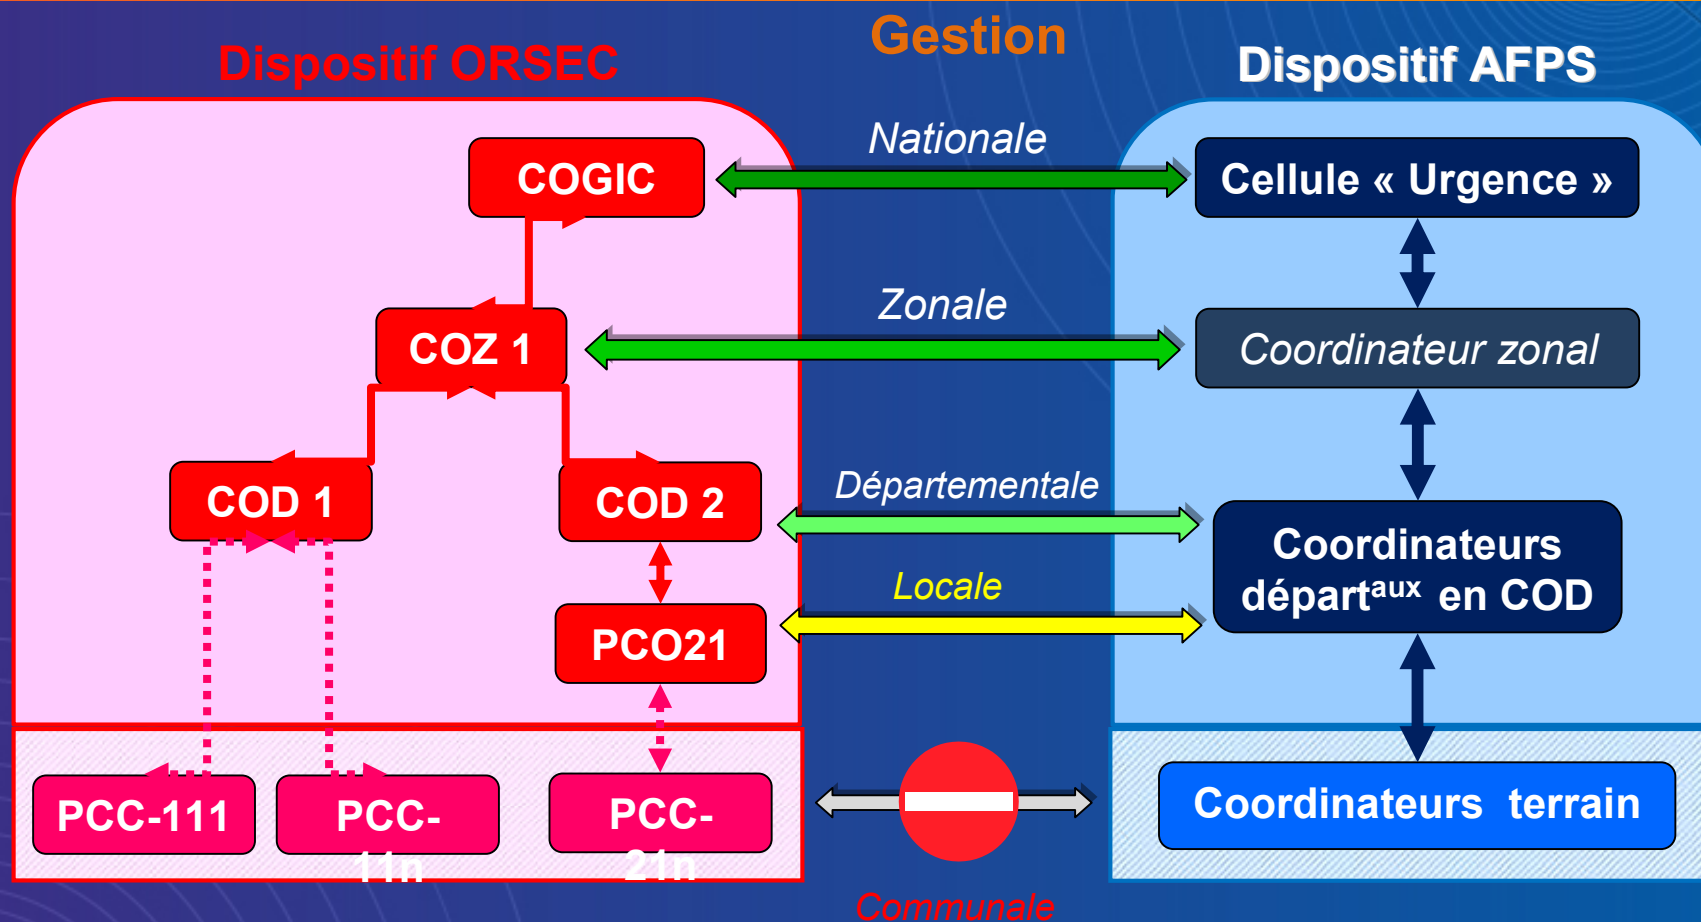 Gestion
Dispositif ORSEC
Dispositif AFPS
Nationale
COGIC
Cellule « Urgence »
Zonale
COZ 1
Coordinateur zonal
Départementale
COD 1
COD 2
Coordinateurs
départaux en COD
Locale
PCO21
PCC-111
PCC-
11n
PCC-
21n
Coordinateurs terrain
Communale